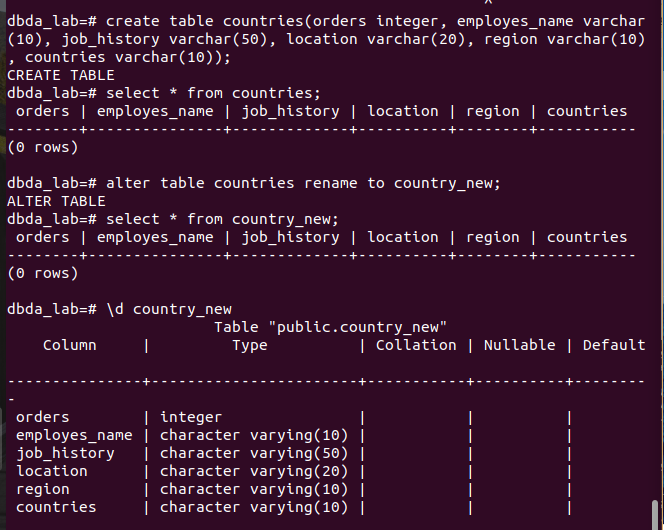 dbda_lab=# create table countries(orders integer, employes_name varchar
(10), job_history varchar(50), location varchar(20), region varchar(10)
, countries varchar(10));
CREATE TABLE
dbda_lab=# select * from countries;
 orders | employes_name | job_history | location | region | countries
--------+---------------+-------------+----------+--------+-----------
(0 rows)

dbda_lab=# alter table countries rename to country_new;
ALTER TABLE
dbda_lab=# select * from country_new;
 orders | employes_name | job_history | location | region | countries
--------+---------------+-------------+----------+--------+-----------
(0 rows)

dbda_lab=# \d country_new
                       Table "public.country_new"
    Column     |         Type          | Collation | Nullable | Default

---------------+-----------------------+-----------+----------+--------
-
 orders        | integer               |           |          |
 employes_name | character varying(10) |           |          |
 job_history   | character varying(50) |           |          |
 location      | character varying(20) |           |          |
 region        | character varying(10) |           |          |
 countries     | character varying(10) |           |          |